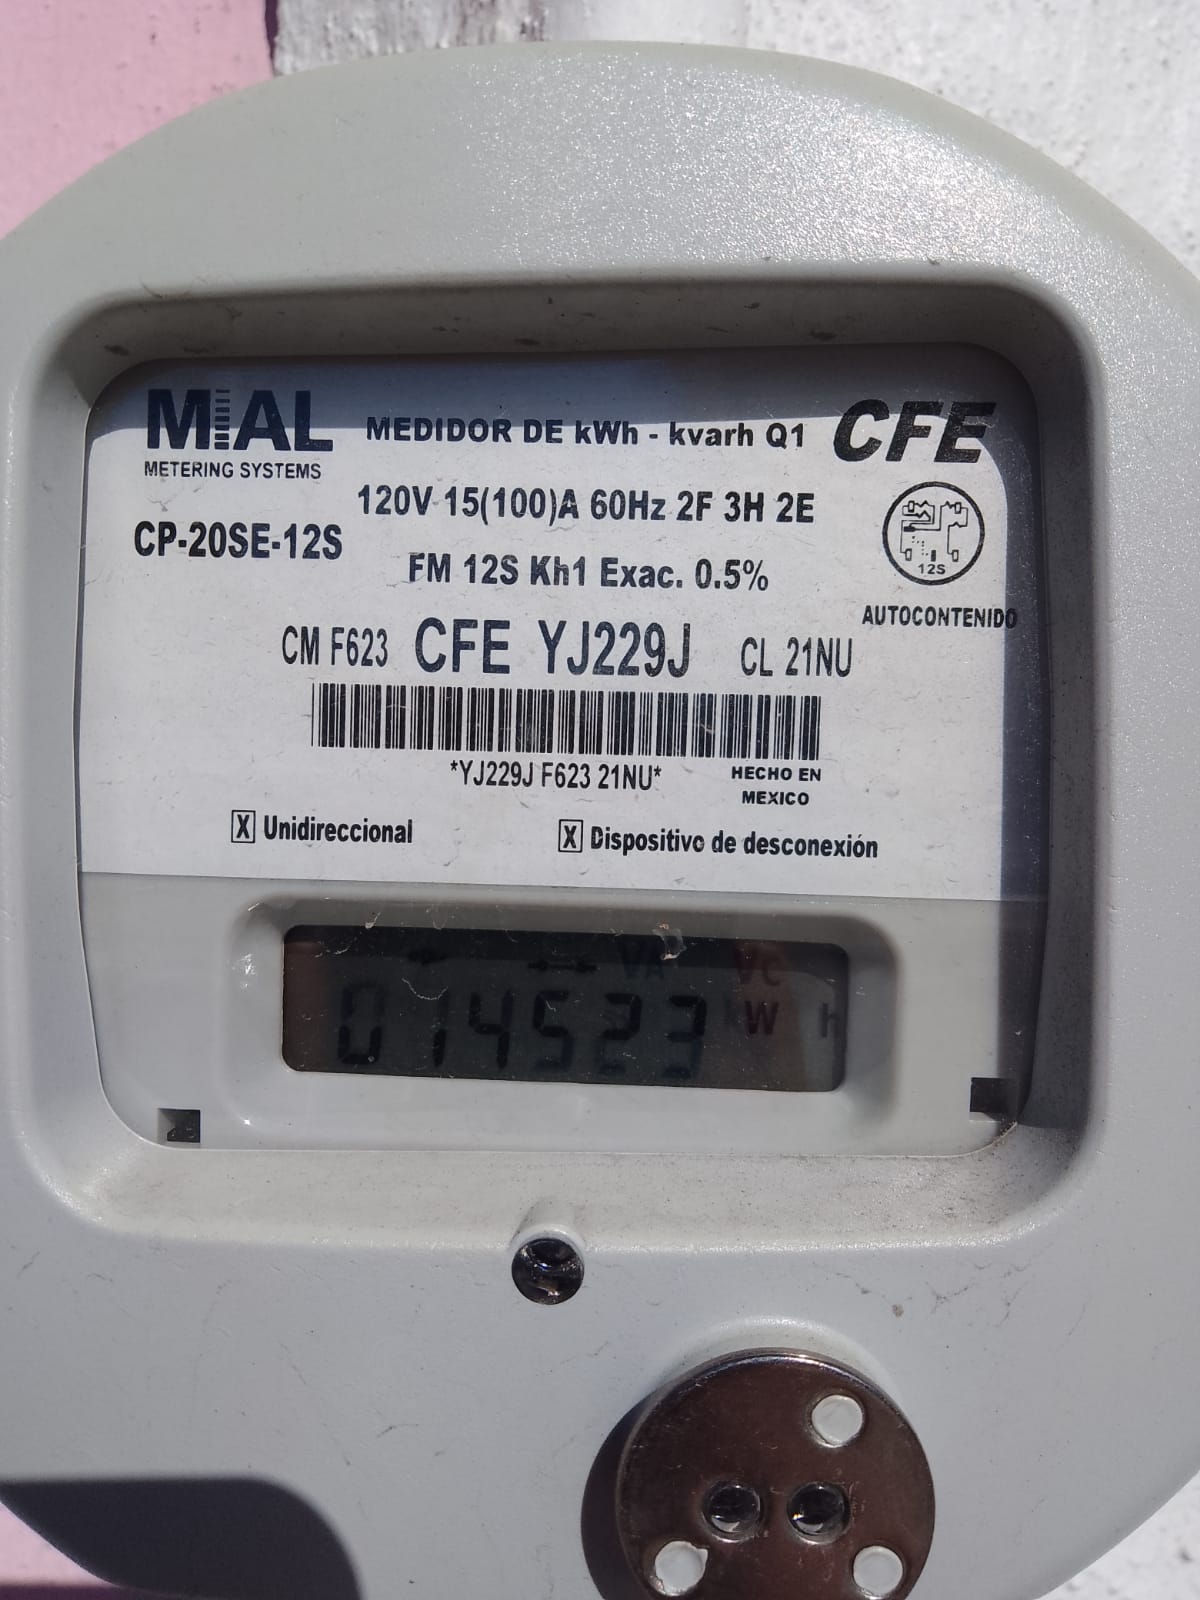 MIAL
METERING SYSTEMS
MEDIDOR DE kWh - kvarh Q1
CFE
120V 15(100)A 60Hz 2F 3H 2E
CP-20SE-12S
FM 12S Kh1 Exac. 0.5%
12S
AUTOCONTENIDO
CM F623 CFE YJ229J CL 21NU
*YJ229J F623 21NU*
HECHO EN
MEXICO
X Unidireccional
X Dispositivo de desconexión
VA VC
014523 W h